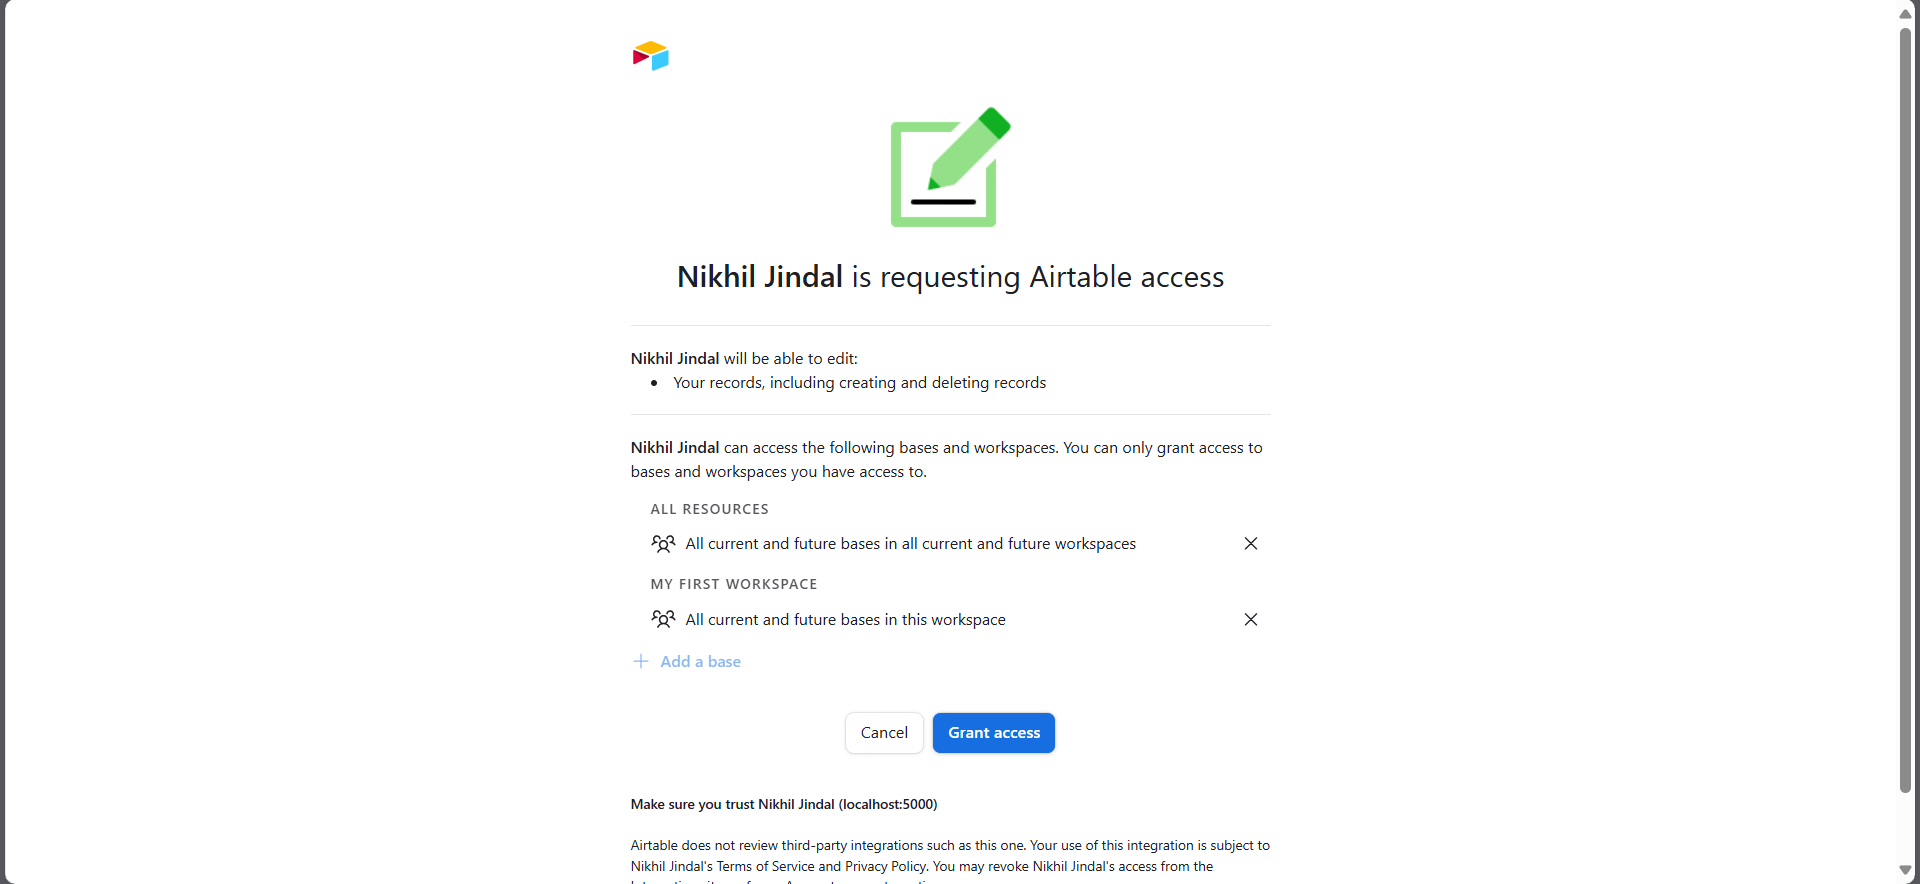 Nikhil Jindal is requesting Airtable access
Nikhil Jindal will be able to edit:
• Your records, including creating and deleting records
Nikhil Jindal can access the following bases and workspaces. You can only grant access to
bases and workspaces you have access to.
ALL RESOURCES
All current and future bases in all current and future workspaces
MY FIRST WORKSPACE
All current and future bases in this workspace
Add a base
Cancel
Grant access
Make sure you trust Nikhil Jindal (localhost:5000)
Airtable does not review third-party integrations such as this one. Your use of this integration is subject to
Nikhil Jindal's Terms of Service and Privacy Policy. You may revoke Nikhil Jindal's access from the